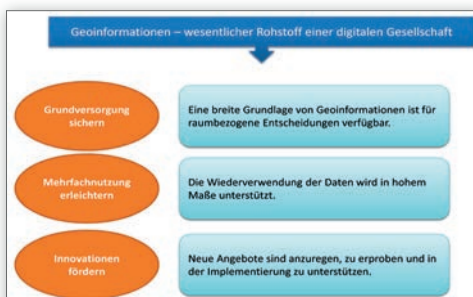 Geoinformationen – wesentlicher Rohstoff einer digitalen Gesellschaft
Grundversorgung
sichern
Eine breite Grundlage von Geoinformationen ist für
raumbezogene Entscheidungen verfügbar.
Mehrfachnutzung
erleichtern
Die Wiederverwendung der Daten wird in hohem
Maße unterstützt.
Innovationen
fördern
Neue Angebote sind anzuregen, zu erproben und in
der Implementierung zu unterstützen.